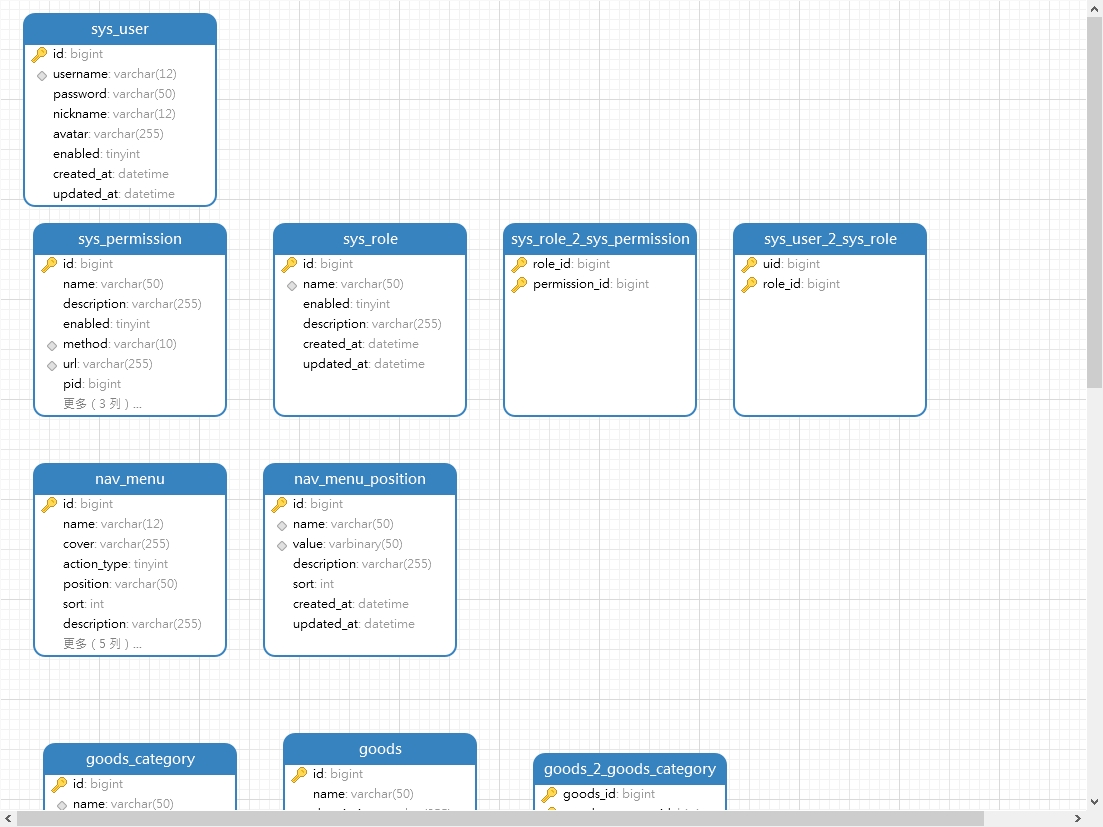 sys_user
id: bigint
username: varchar(12)
password: varchar(50)
nickname: varchar(12)
avatar: varchar(255)
enabled: tinyint
created_at: datetime
updated_at: datetime
sys_permission
id: bigint
name: varchar(50)
description: varchar(255)
enabled: tinyint
method: varchar(10)
url: varchar(255)
pid: bigint
更多 ( 3 列 ) ...
sys_role
id: bigint
name: varchar(50)
enabled: tinyint
description: varchar(255)
created_at: datetime
updated_at: datetime
sys_role_2_sys_permission
role_id: bigint
permission_id: bigint
sys_user_2_sys_role
uid: bigint
role_id: bigint
nav_menu
id: bigint
name: varchar(12)
cover: varchar(255)
action_type: tinyint
position: varchar(50)
sort: int
description: varchar(255)
更多 ( 5 列 ) ...
nav_menu_position
id: bigint
name: varchar(50)
value: varbinary(50)
description: varchar(255)
sort: int
created_at: datetime
updated_at: datetime
goods_category
id: bigint
name: varchar(50)
goods
id: bigint
name: varchar(50)
goods_2_goods_category
goods_id: bigint